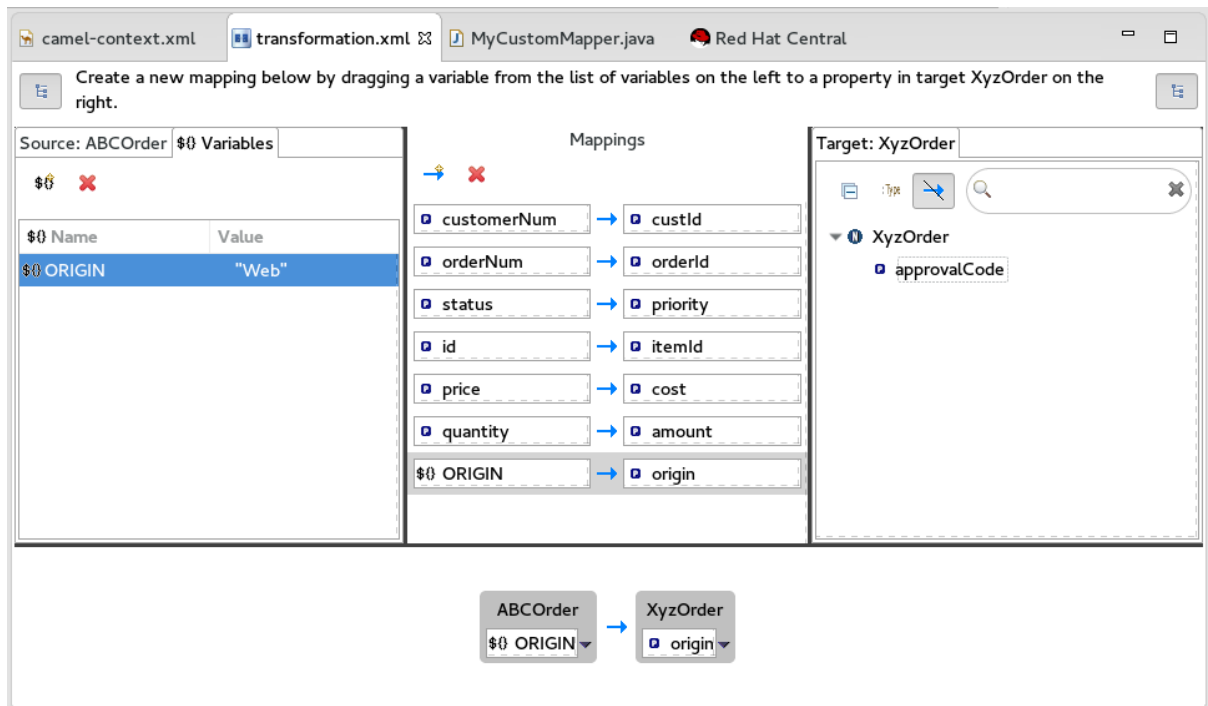 camel-context.xml
transformation.xml
MyCustomMapper.java
Red Hat Central
Create a new mapping below by dragging a variable from the list of variables on the left to a property in target XyzOrder on the
right.
Source: ABCOrder
${} Variables
Mappings
Target: XyzOrder
${}
: Type
${} Name
Value
${} ORIGIN
"Web"
customerNum
custId
orderNum
orderId
status
priority
id
itemId
price
cost
quantity
amount
${} ORIGIN
origin
XyzOrder
approvalCode
ABCOrder
XyzOrder
${} ORIGIN
origin